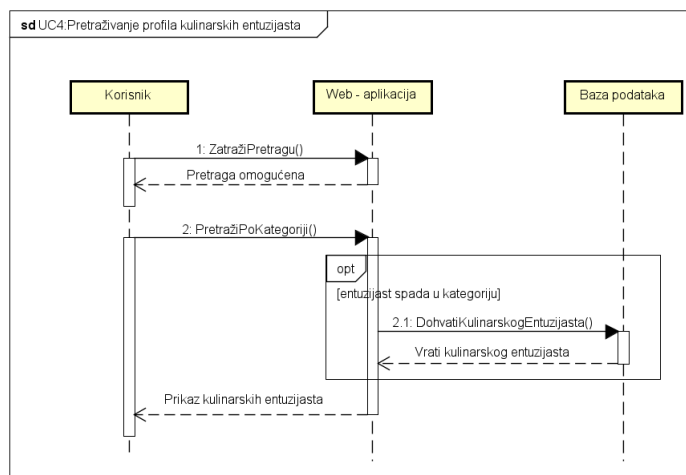 sd UC4:Pretraživanje profila kulinarskih entuzijasta
Korisnik
Web - aplikacija
Baza podataka
1: ZatražiPretragu()
Pretraga omogućena
2: PretražiPoKategoriji()
opt
[entuzijast spada u kategoriju]
2.1: DohvatiKulinarskogEntuzijasta()
Vrati kulinarskog entuzijasta
Prikaz kulinarskih entuzijasta